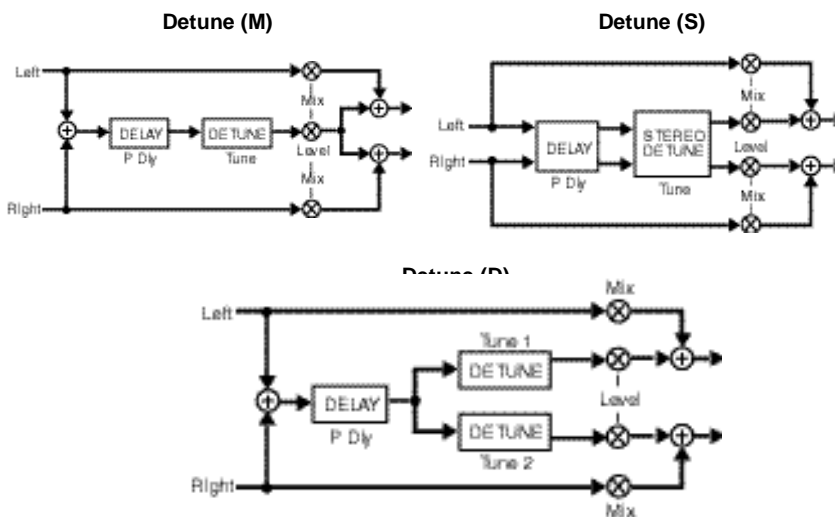 Detune (M)
Left
Mix
DELAY
DETUNE
P Dly
Tune
Level
Mix
Right
Detune (S)
Left
Right
DELAY
P Dly
STEREO
DETUNE
Tune
Mix
Level
Mix
Detune (D)
Left
Mix
Tune 1
DETUNE
DELAY
P Dly
Level
DETUNE
Tune 2
Right
Mix